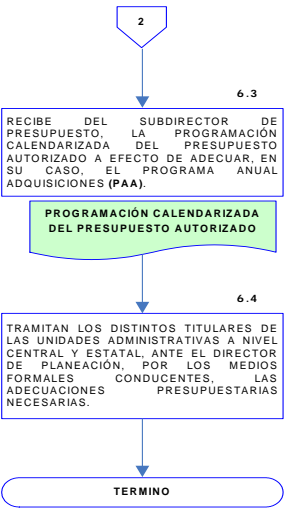 2
6.3
RECIBE DEL SUBDIRECTOR DE
PRESUPUESTO, LA PROGRAMACIÓN
CALENDARIZADA DEL PRESUPUESTO
AUTORIZADO A EFECTO DE ADECUAR, EN
SU CASO, EL PROGRAMA ANUAL
ADQUISICIONES (PAA).
PROGRAMACIÓN CALENDARIZADA
DEL PRESUPUESTO AUTORIZADO
6.4
TRAMITAN LOS DISTINTOS TITULARES DE
LAS UNIDADES ADMINISTRATIVAS A NIVEL
CENTRAL Y ESTATAL, ANTE EL DIRECTOR
DE PLANEACIÓN, POR LOS MEDIOS
FORMALES CONDUCENTES, LAS
ADECUACIONES PRESUPUESTARIAS
NECESARIAS.
TERMINO